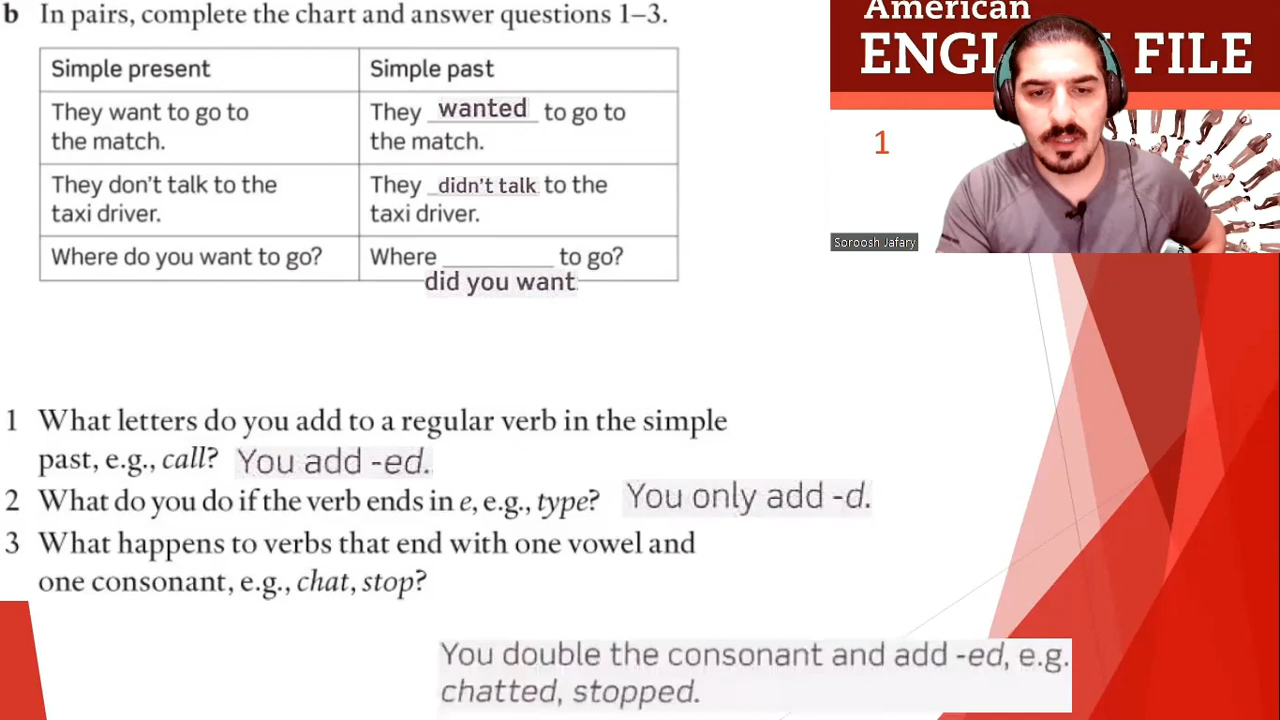 b In pairs, complete the chart and answer questions 1–3.
Simple present Simple past
They want to go to They wanted to go to
the match. the match.
They don't talk to the They didn't talk to the
taxi driver. taxi driver.
Where do you want to go? Where ________ to go?
did you want
1 What letters do you add to a regular verb in the simple
past, e.g., call? You add -ed.
2 What do you do if the verb ends in e, e.g., type? You only add -d.
3 What happens to verbs that end with one vowel and
one consonant, e.g., chat, stop?
You double the consonant and add -ed, e.g.
chatted, stopped.
American
FILE
1
Soroosh Jafary